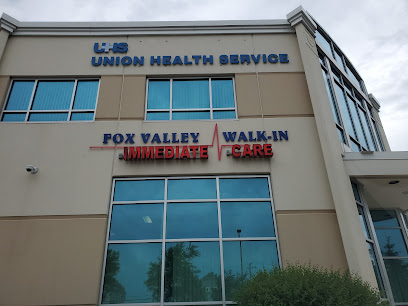 UHS
UNION HEALTH SERVICE
FOX VALLEY WALK-IN
IMMEDIATE CARE